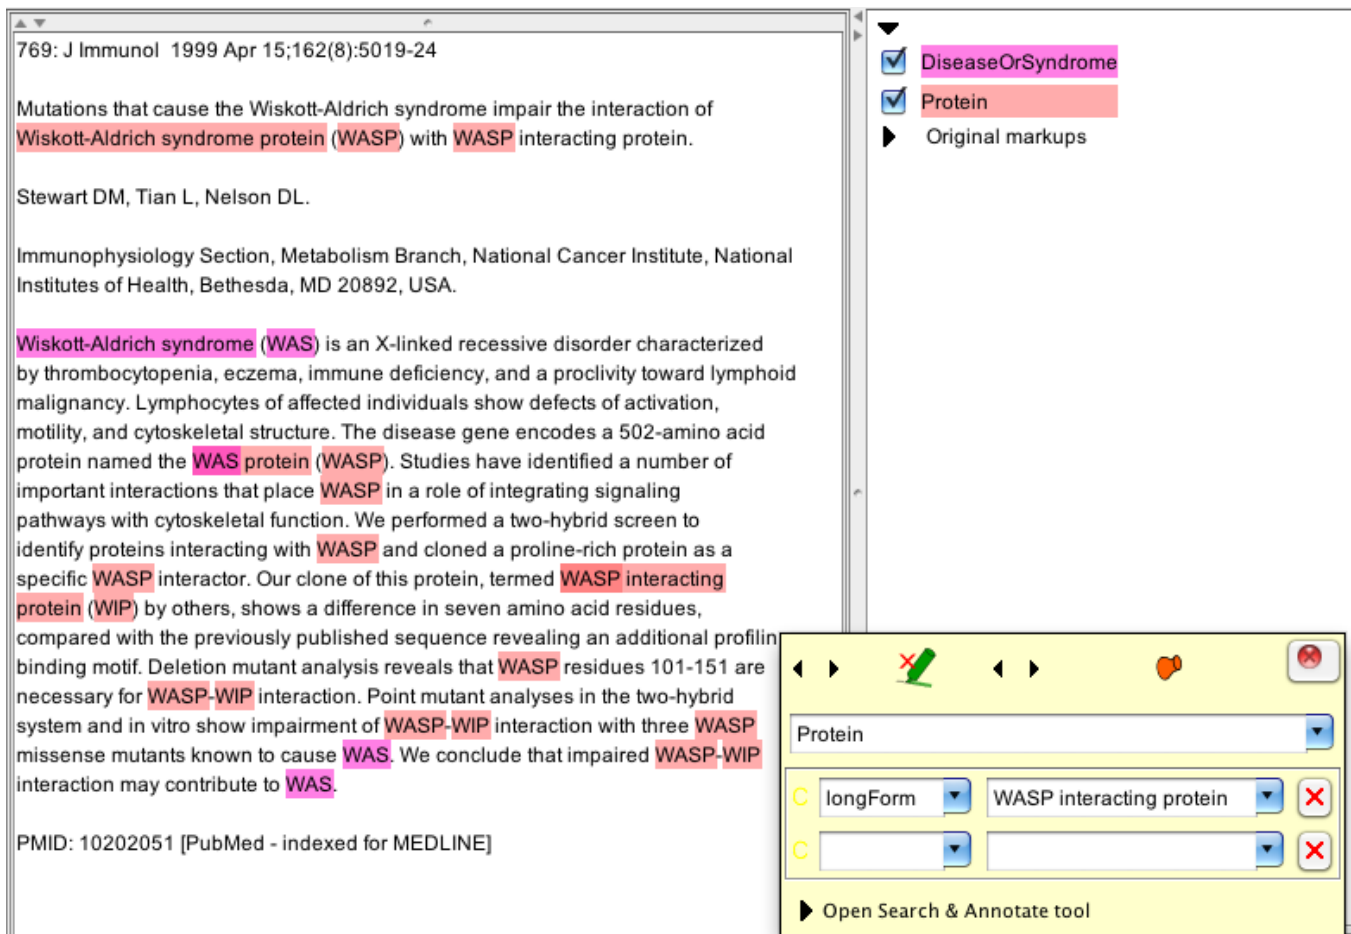 769: J Immunol  1999 Apr 15;162(8):5019-24
Mutations that cause the Wiskott-Aldrich syndrome impair the interaction of
Wiskott-Aldrich syndrome protein (WASP) with WASP interacting protein.
Stewart DM, Tian L, Nelson DL.
Immunophysiology Section, Metabolism Branch, National Cancer Institute, National
Institutes of Health, Bethesda, MD 20892, USA.
Wiskott-Aldrich syndrome (WAS) is an X-linked recessive disorder characterized
by thrombocytopenia, eczema, immune deficiency, and a proclivity toward lymphoid
malignancy. Lymphocytes of affected individuals show defects of activation,
motility, and cytoskeletal structure. The disease gene encodes a 502-amino acid
protein named the WAS protein (WASP). Studies have identified a number of
important interactions that place WASP in a role of integrating signaling
pathways with cytoskeletal function. We performed a two-hybrid screen to
identify proteins interacting with WASP and cloned a proline-rich protein as a
specific WASP interactor. Our clone of this protein, termed WASP interacting
protein (WIP) by others, shows a difference in seven amino acid residues,
compared with the previously published sequence revealing an additional profilin
binding motif. Deletion mutant analysis reveals that WASP residues 101-151 are
necessary for WASP-WIP interaction. Point mutant analyses in the two-hybrid
system and in vitro show impairment of WASP-WIP interaction with three WASP
missense mutants known to cause WAS. We conclude that impaired WASP-WIP
interaction may contribute to WAS.
PMID: 10202051 [PubMed - indexed for MEDLINE]
DiseaseOrSyndrome
Protein
Original markups
Protein
C longForm WASP interacting protein
C
Open Search & Annotate tool